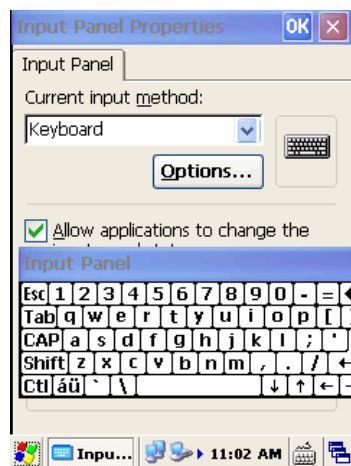 Input Panel Properties OK
Input Panel
Current input method:
Keyboard
Options...
Allow applications to change the
Input Panel
Esc 1 2 3 4 5 6 7 8 9 0 - =
Tab q w e r t y u i o p [ ]
CAP a s d f g h j k l ; '
Shift z x c v b n m , . / ←
Ctl áü ` \ ↓ ↑ ←
Inpu... 11:02 AM